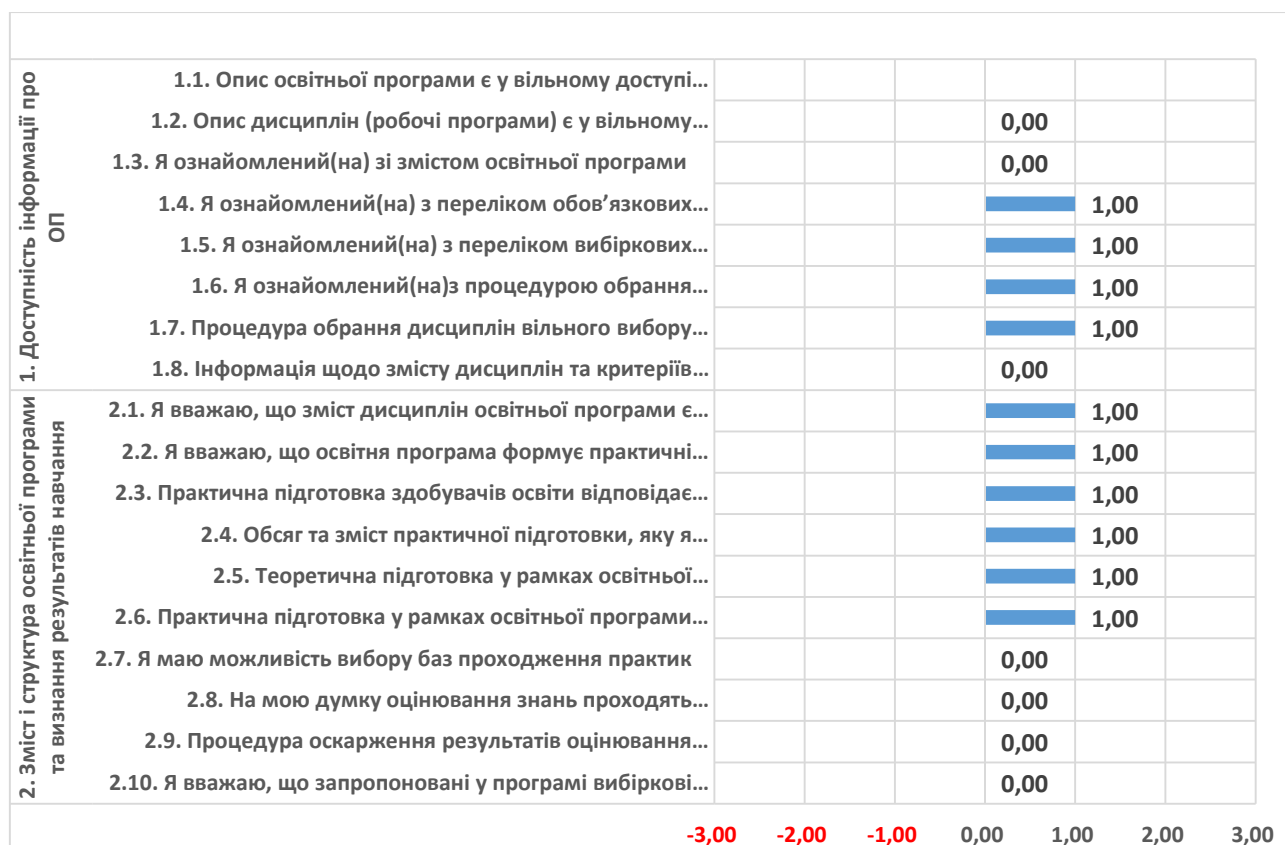 1. Доступність інформації про
ОП
1.1. Опис освітньої програми є у вільному доступі...
1.2. Опис дисциплін (робочі програми) є у вільному... 0,00
1.3. Я ознайомлений(на) зі змістом освітньої програми 0,00
1.4. Я ознайомлений(на) з переліком обов’язкових... 1,00
1.5. Я ознайомлений(на) з переліком вибіркових... 1,00
1.6. Я ознайомлений(на)з процедурою обрання... 1,00
1.7. Процедура обрання дисциплін вільного вибору... 1,00
1.8. Інформація щодо змісту дисциплін та критеріїв... 0,00
2. Зміст і структура освітньої програми
та визнання результатів навчання
2.1. Я вважаю, що зміст дисциплін освітньої програми є... 1,00
2.2. Я вважаю, що освітня програма формує практичні... 1,00
2.3. Практична підготовка здобувачів освіти відповідає... 1,00
2.4. Обсяг та зміст практичної підготовки, яку я... 1,00
2.5. Теоретична підготовка у рамках освітньої... 1,00
2.6. Практична підготовка у рамках освітньої програми... 1,00
2.7. Я маю можливість вибору баз проходження практик 0,00
2.8. На мою думку оцінювання знань проходять... 0,00
2.9. Процедура оскарження результатів оцінювання... 0,00
2.10. Я вважаю, що запропоновані у програмі вибіркові... 0,00
-3,00 -2,00 -1,00 0,00 1,00 2,00 3,00